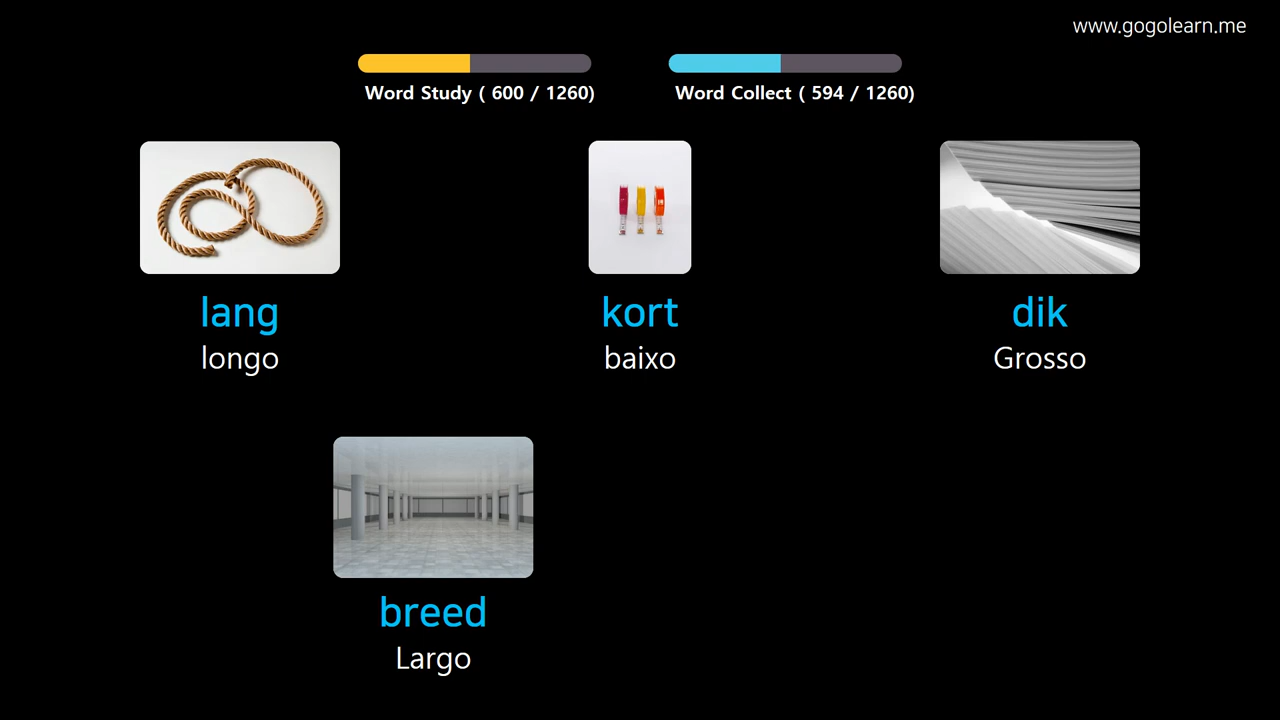 www.gogolearn.me
Word Study ( 600 / 1260)
Word Collect ( 594 / 1260)
lang
longo
kort
baixo
dik
Grosso
breed
Largo